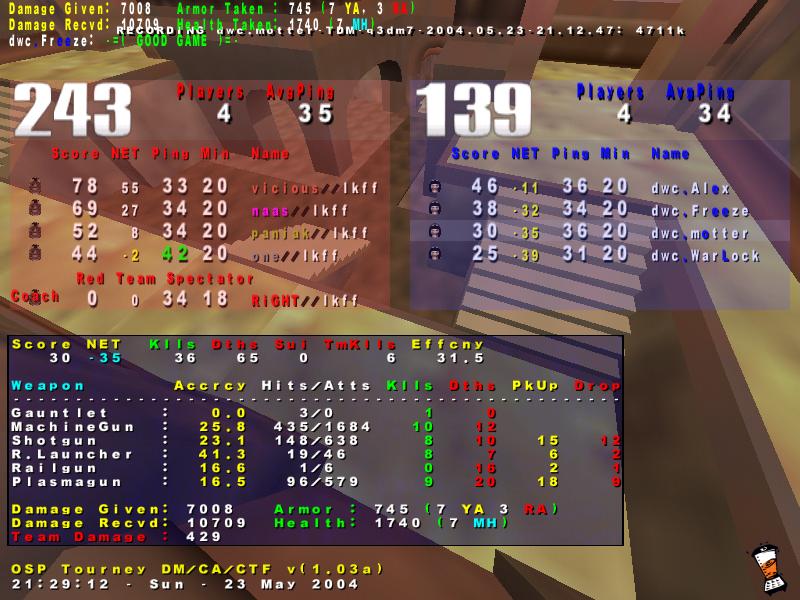 Damage Given: 7008 Armor Taken : 745 (7 YA, 3 RA)
Damage Recvd: 10709 Health Taken: 1740 (7 MH)
RECORDING dwc.motter-TDM-q3dm7-2004.05.23-21.12.47: 4711k
dwc.Freeze: -=( GOOD GAME )=-
243 Players AvgPing
4 35
Score NET Ping Min Name
78 55 33 20 vicious//lkff
69 27 34 20 naas//lkff
52 8 34 20 paniak//lkff
44 -2 42 20 one//lkff
Red Team Spectator
Coach 0 0 34 18 RiGHT//lkff
139 Players AvgPing
4 34
Score NET Ping Min Name
46 -11 36 20 dwc.Alex
38 -32 34 20 dwc.Freeze
30 -35 36 20 dwc.motter
25 -39 31 20 dwc.WarLock
Score NET Klls Dths Sui TmKlls Effcny
30 -35 36 65 0 6 31.5
Weapon Accrcy Hits/Atts Klls Dths PkUp Drop
Gauntlet : 0.0 3/0 1 0
MachineGun : 25.8 435/1684 10 12
Shotgun : 23.1 148/638 8 10 15 12
R.Launcher : 41.3 19/46 8 7 6 2
Railgun : 16.6 1/6 0 16 2 1
Plasmagun : 16.5 96/579 9 20 18 9
Damage Given: 7008 Armor : 745 (7 YA 3 RA)
Damage Recvd: 10709 Health: 1740 (7 MH)
Team Damage : 429
OSP Tourney DM/CA/CTF v(1.03a)
21:29:12 - Sun - 23 May 2004